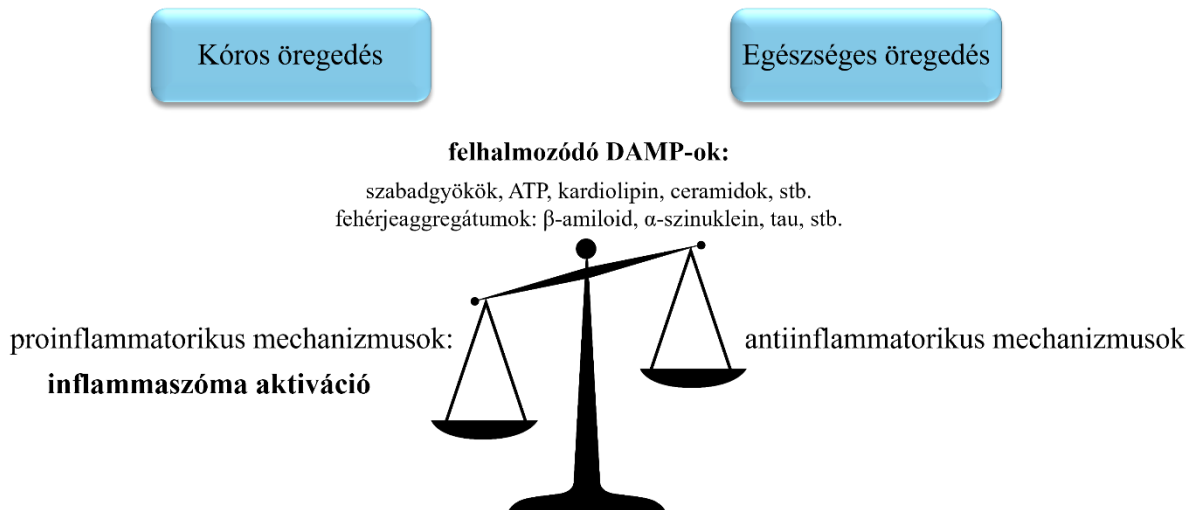 Kóros öregedés
Egészséges öregedés
felhalmozódó DAMP-ok:
szabadgyökök, ATP, kardiolipin, ceramidok, stb.
fehérjeaggregátumok: β-amiloid, α-szinuklein, tau, stb.
proinflammatorikus mechanizmusok:
inflammaszóma aktiváció
antiinflammatorikus mechanizmusok